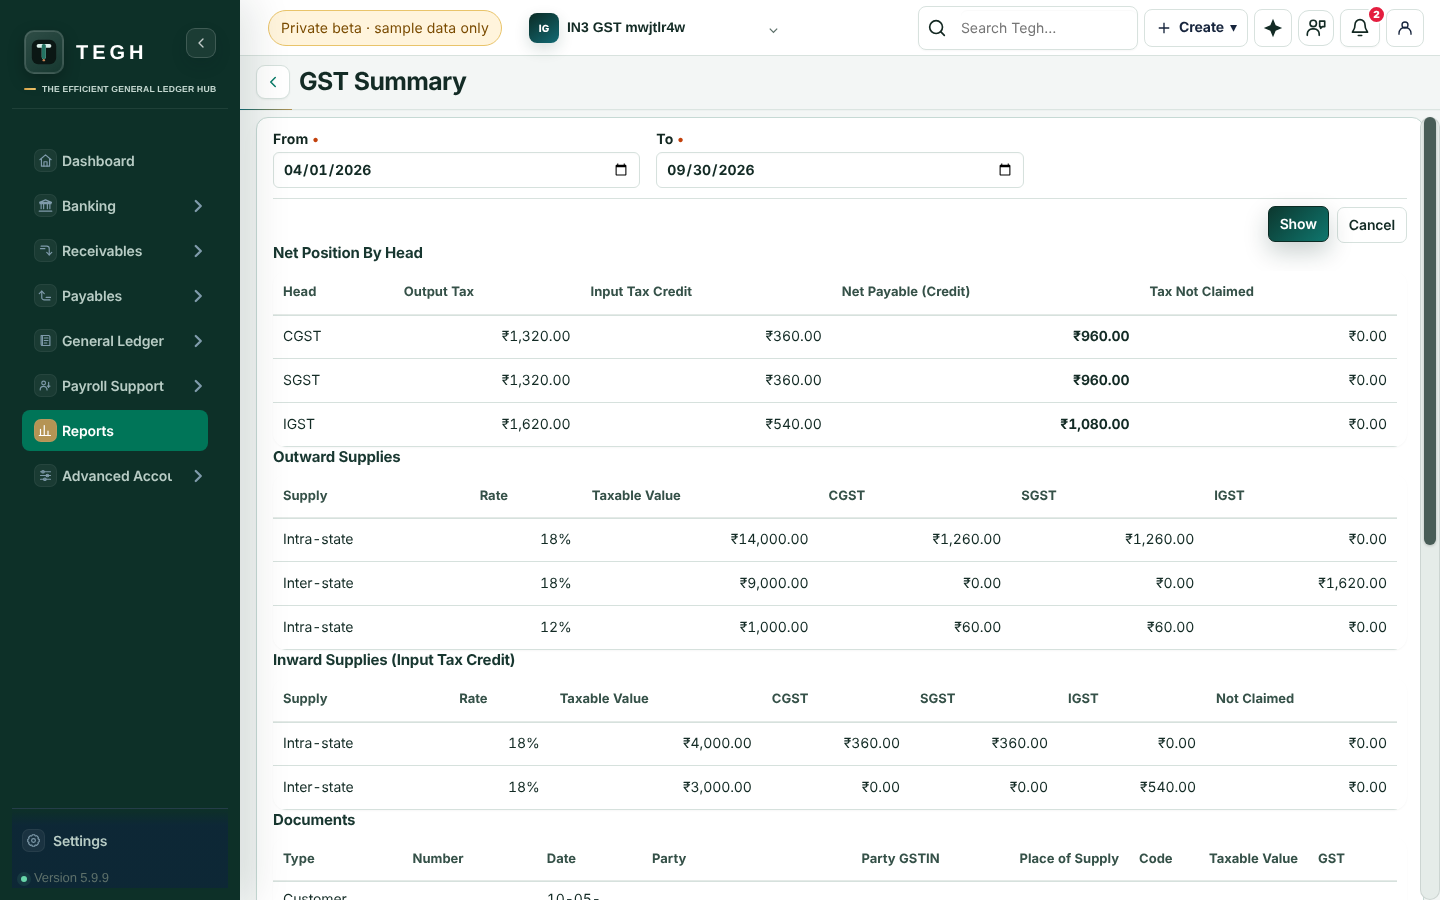 TEGH
THE EFFICIENT GENERAL LEDGER HUB
Dashboard
Banking
Receivables
Payables
General Ledger
Payroll Support
Reports
Advanced Accou
Settings
Version 5.9.9
Private beta · sample data only
IG IN3 GST mwjtlr4w
Search Tegh...
+ Create ▾
2
GST Summary
From •
To •
04/01/2026
09/30/2026
Show Cancel
Net Position By Head
Head Output Tax Input Tax Credit Net Payable (Credit) Tax Not Claimed
CGST ₹1,320.00 ₹360.00 ₹960.00 ₹0.00
SGST ₹1,320.00 ₹360.00 ₹960.00 ₹0.00
IGST ₹1,620.00 ₹540.00 ₹1,080.00 ₹0.00
Outward Supplies
Supply Rate Taxable Value CGST SGST IGST
Intra-state 18% ₹14,000.00 ₹1,260.00 ₹1,260.00 ₹0.00
Inter-state 18% ₹9,000.00 ₹0.00 ₹0.00 ₹1,620.00
Intra-state 12% ₹1,000.00 ₹60.00 ₹60.00 ₹0.00
Inward Supplies (Input Tax Credit)
Supply Rate Taxable Value CGST SGST IGST Not Claimed
Intra-state 18% ₹4,000.00 ₹360.00 ₹360.00 ₹0.00 ₹0.00
Inter-state 18% ₹3,000.00 ₹0.00 ₹0.00 ₹540.00 ₹0.00
Documents
Type Number Date Party Party GSTIN Place of Supply Code Taxable Value GST
Customer 10-05-